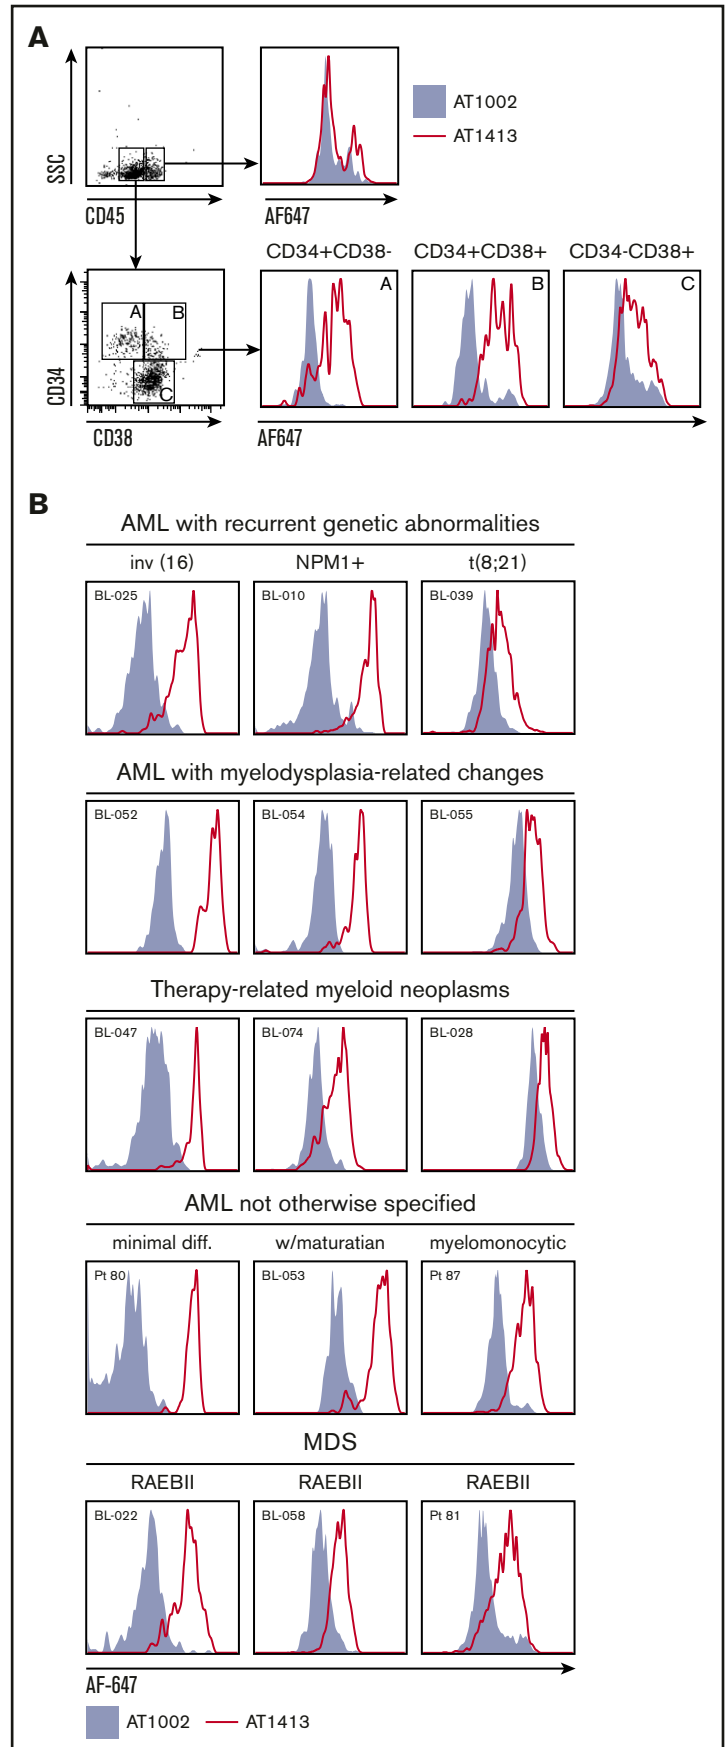 A
SSC
CD45
AF647
AT1002
AT1413
CD34+CD38-
CD34+CD38+
CD34-CD38+
A
B
C
A
B
C
CD34
CD38
AF647
B
AML with recurrent genetic abnormalities
inv (16)
NPM1+
t(8;21)
BL-025
BL-010
BL-039
AML with myelodysplasia-related changes
BL-052
BL-054
BL-055
Therapy-related myeloid neoplasms
BL-047
BL-074
BL-028
AML not otherwise specified
minimal diff.
w/maturatian
myelomonocytic
Pt 80
BL-053
Pt 87
MDS
RAEBII
RAEBII
RAEBII
BL-022
BL-058
Pt 81
AF-647
AT1002
AT1413